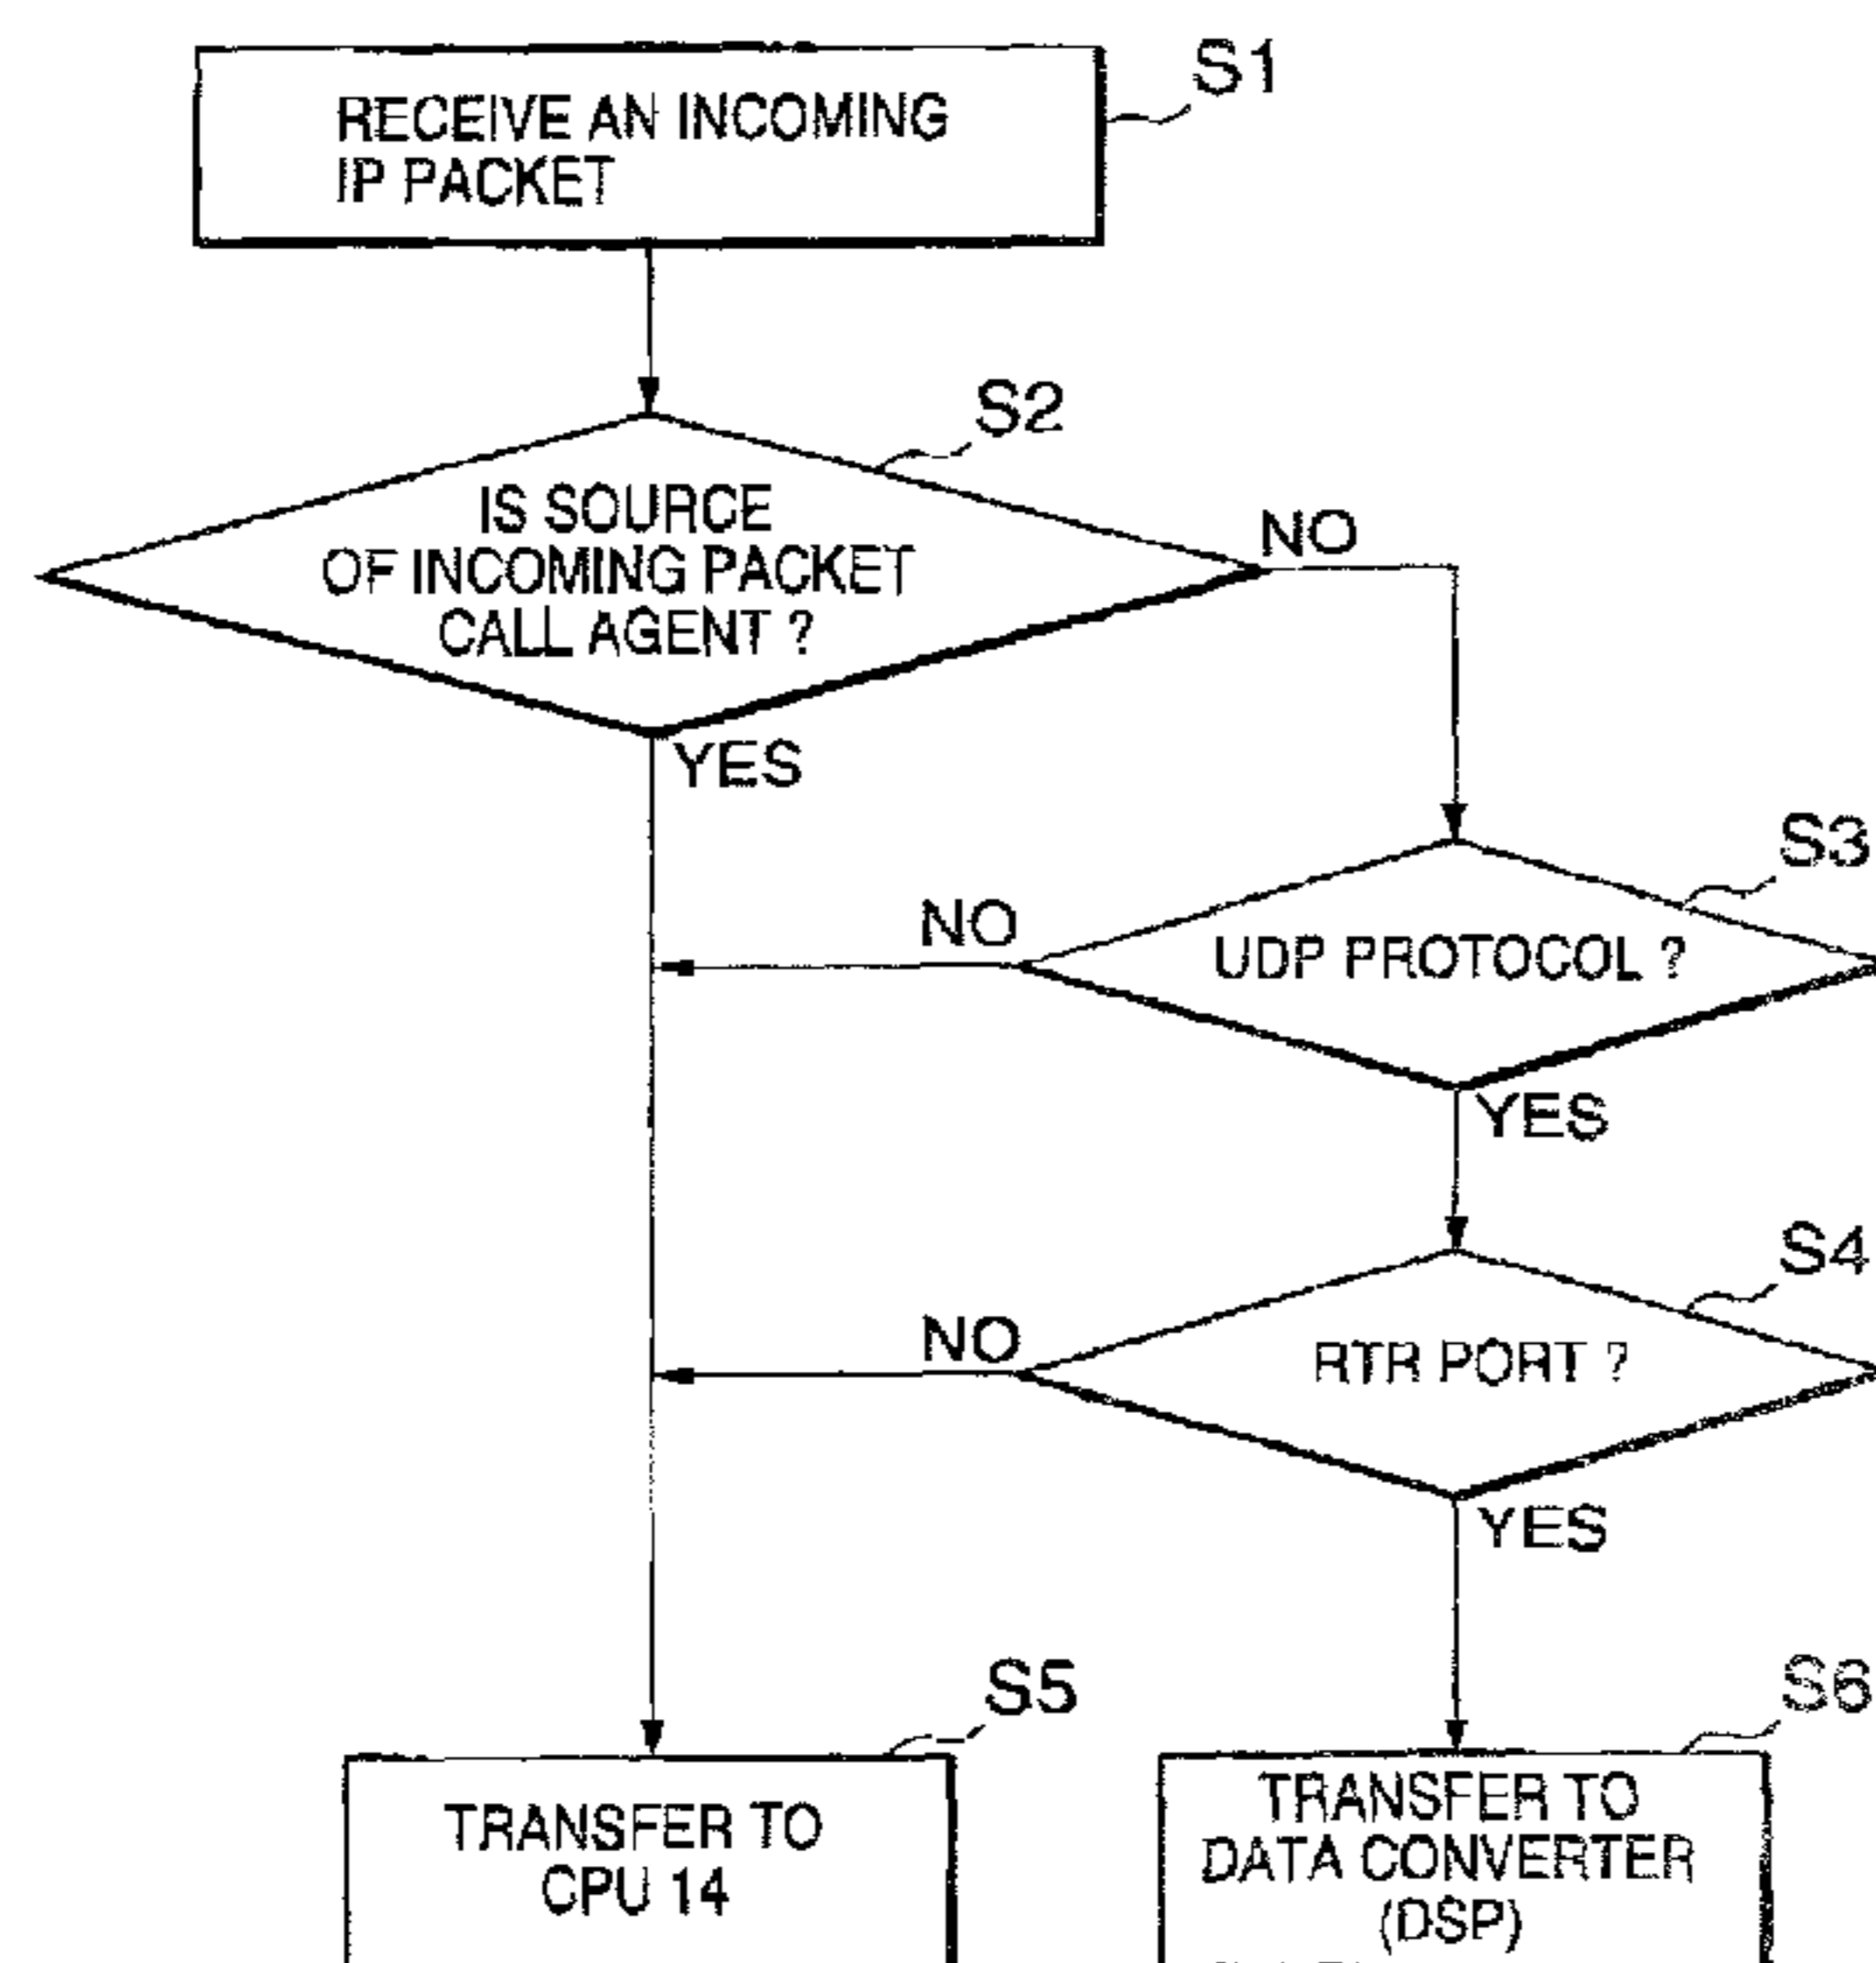 S1
RECEIVE AN INCOMING
IP PACKET
S2
IS SOURCE
OF INCOMING PACKET
CALL AGENT ?
NO
YES
S3
NO
UDP PROTOCOL ?
YES
S4
NO
RTR PORT ?
YES
S5
S6
TRANSFER TO
CPU 14
TRANSFER TO
DATA CONVERTER
(DSP)